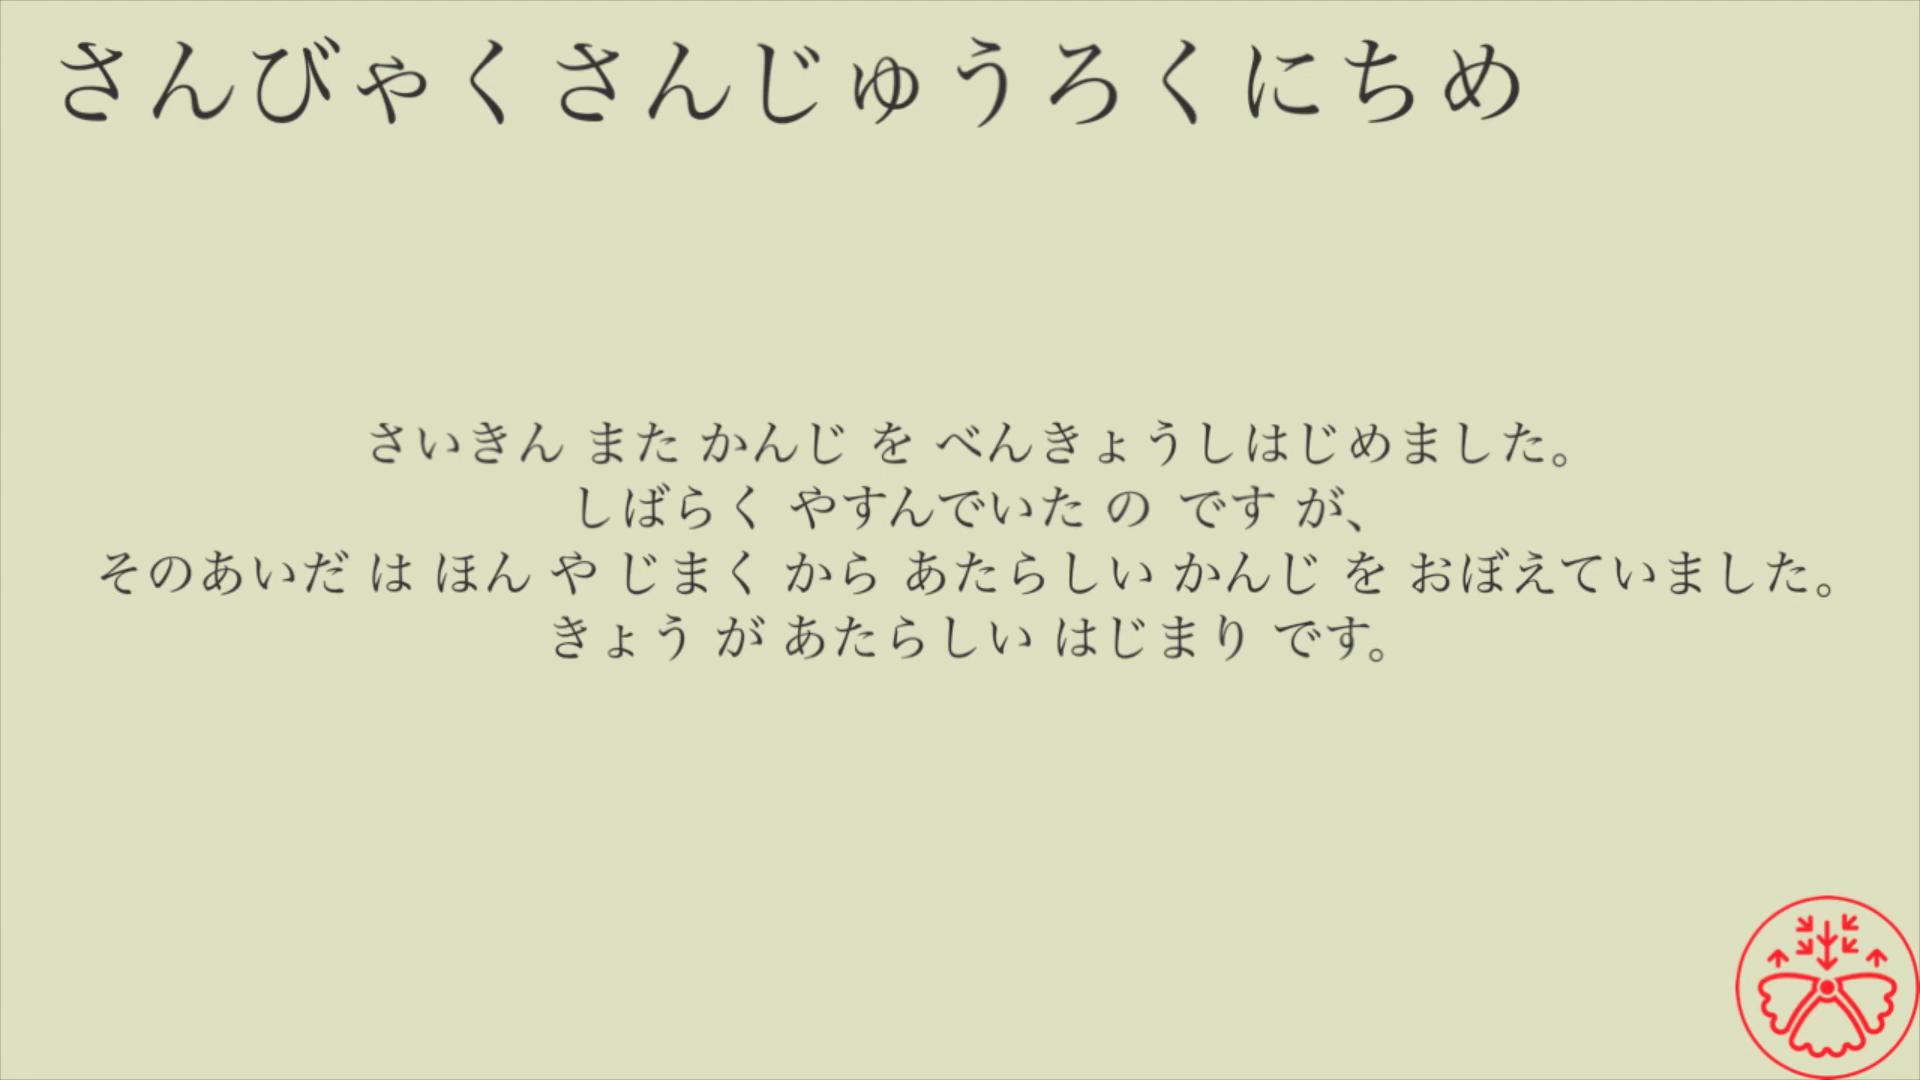 さんびゃくさんじゅうろくにちめ
さいきん また かんじ を べんきょうしはじめました。
しばらく やすんでいた の です が、
そのあいだ は ほん や じまく から あたらしい かんじ を おぼえていました。
きょう が あたらしい はじまり です。